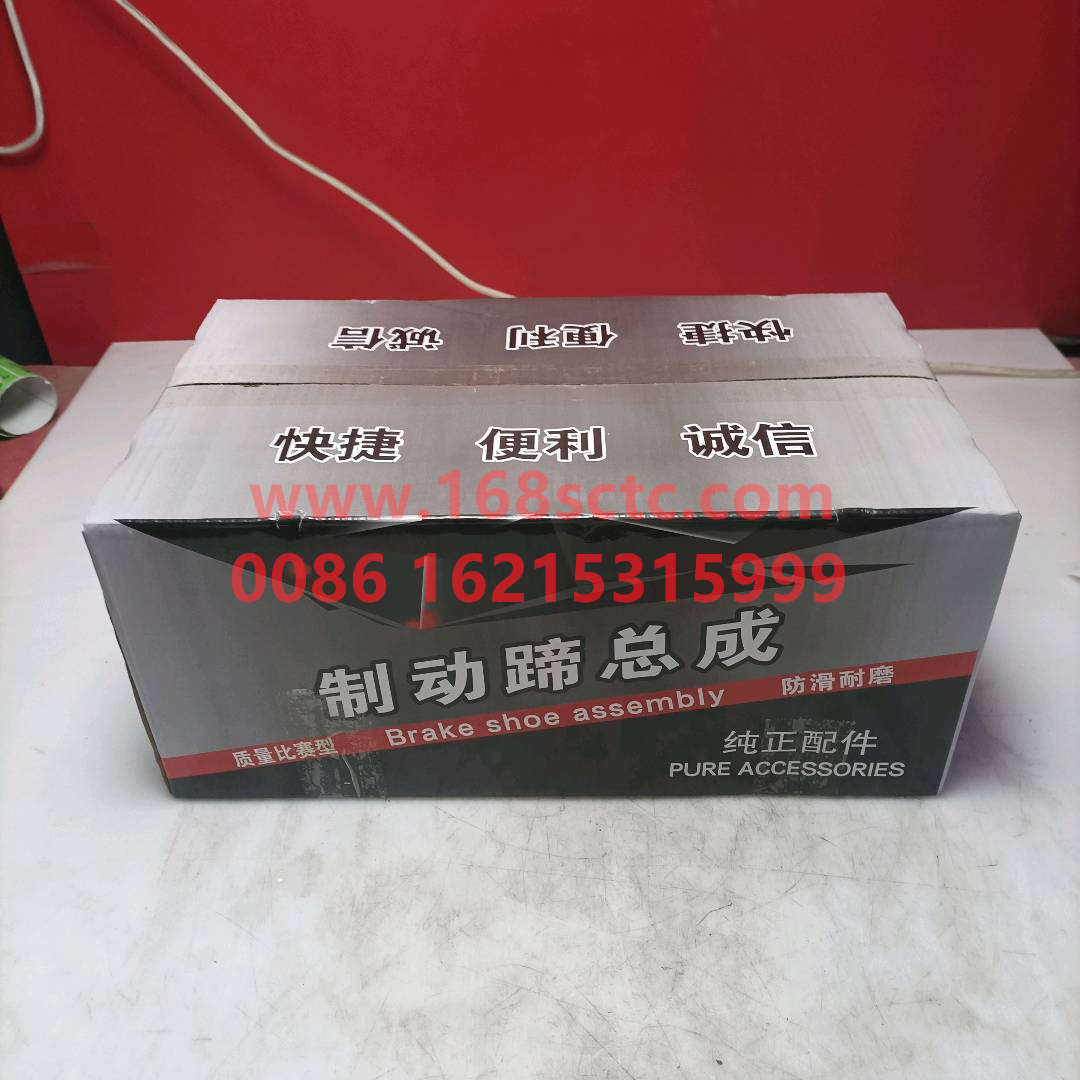 快捷 便利 诚信
快捷 便利 诚信
www.168sctc.com
0086 16215315999
制动蹄总成
质量比赛型 Brake shoe assembly 防滑耐磨
纯正配件
PURE ACCESSORIES